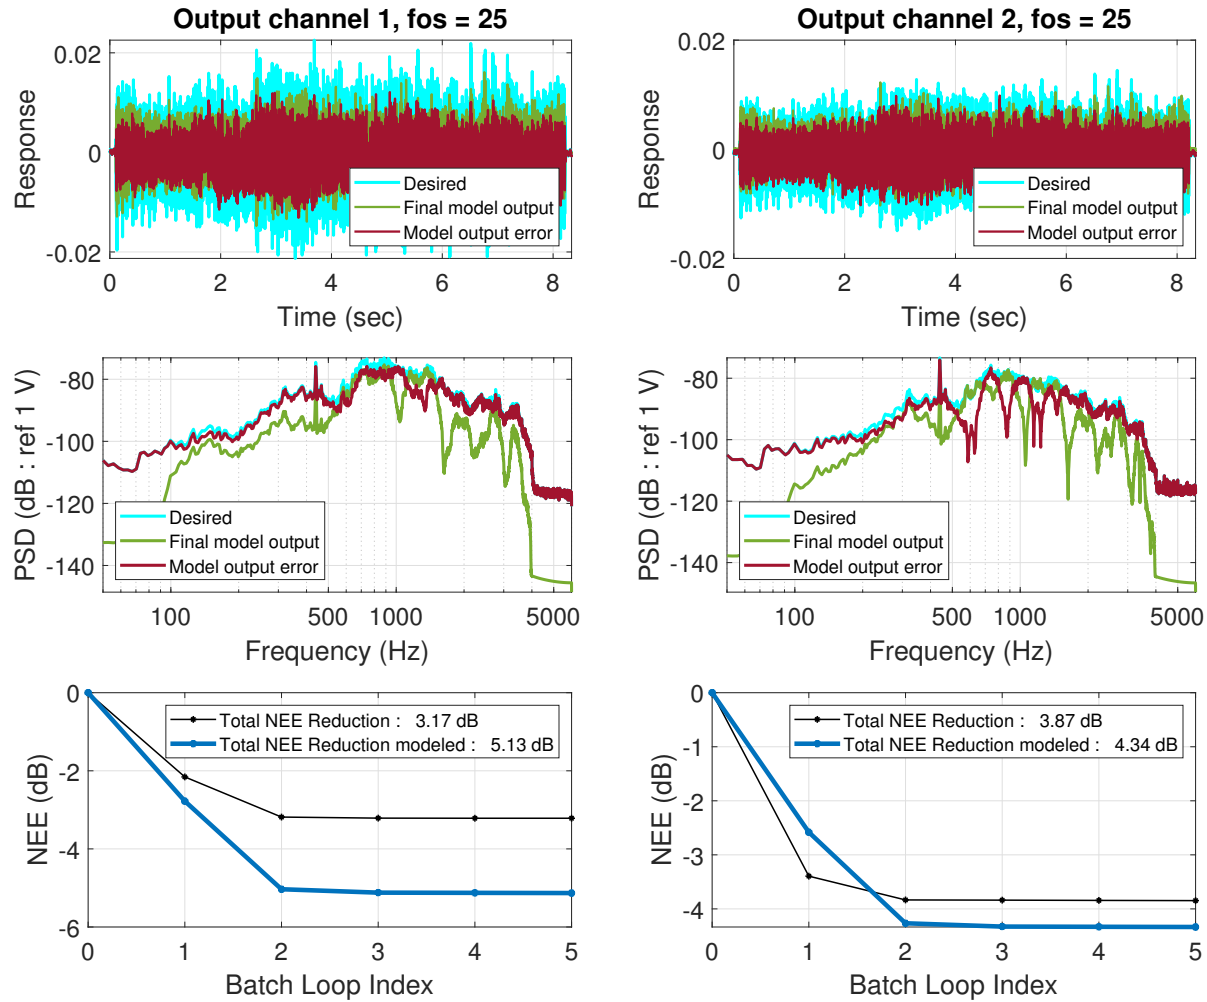 Output channel 1, fos = 25
0.02
0
-0.02
Response
Desired
Final model output
Model output error
0 2 4 6 8
Time (sec)
Output channel 2, fos = 25
0.02
0
-0.02
Response
Desired
Final model output
Model output error
0 2 4 6 8
Time (sec)
-80
-100
-120
-140
PSD (dB : ref 1 V)
Desired
Final model output
Model output error
100 500 1000 5000
Frequency (Hz)
-80
-100
-120
-140
PSD (dB : ref 1 V)
Desired
Final model output
Model output error
100 500 1000 5000
Frequency (Hz)
0
-2
-4
-6
NEE (dB)
Total NEE Reduction : 3.17 dB
Total NEE Reduction modeled : 5.13 dB
0 1 2 3 4 5
Batch Loop Index
0
-1
-2
-3
-4
NEE (dB)
Total NEE Reduction : 3.87 dB
Total NEE Reduction modeled : 4.34 dB
0 1 2 3 4 5
Batch Loop Index